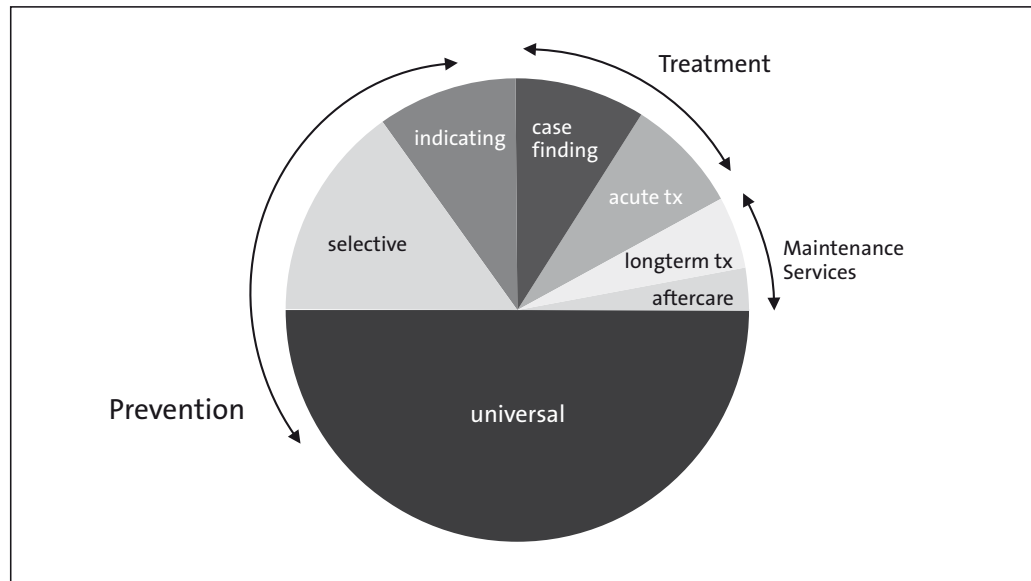 Treatment
indicating
case
finding
acute tx
selective
longterm tx
Maintenance
Services
aftercare
Prevention
universal